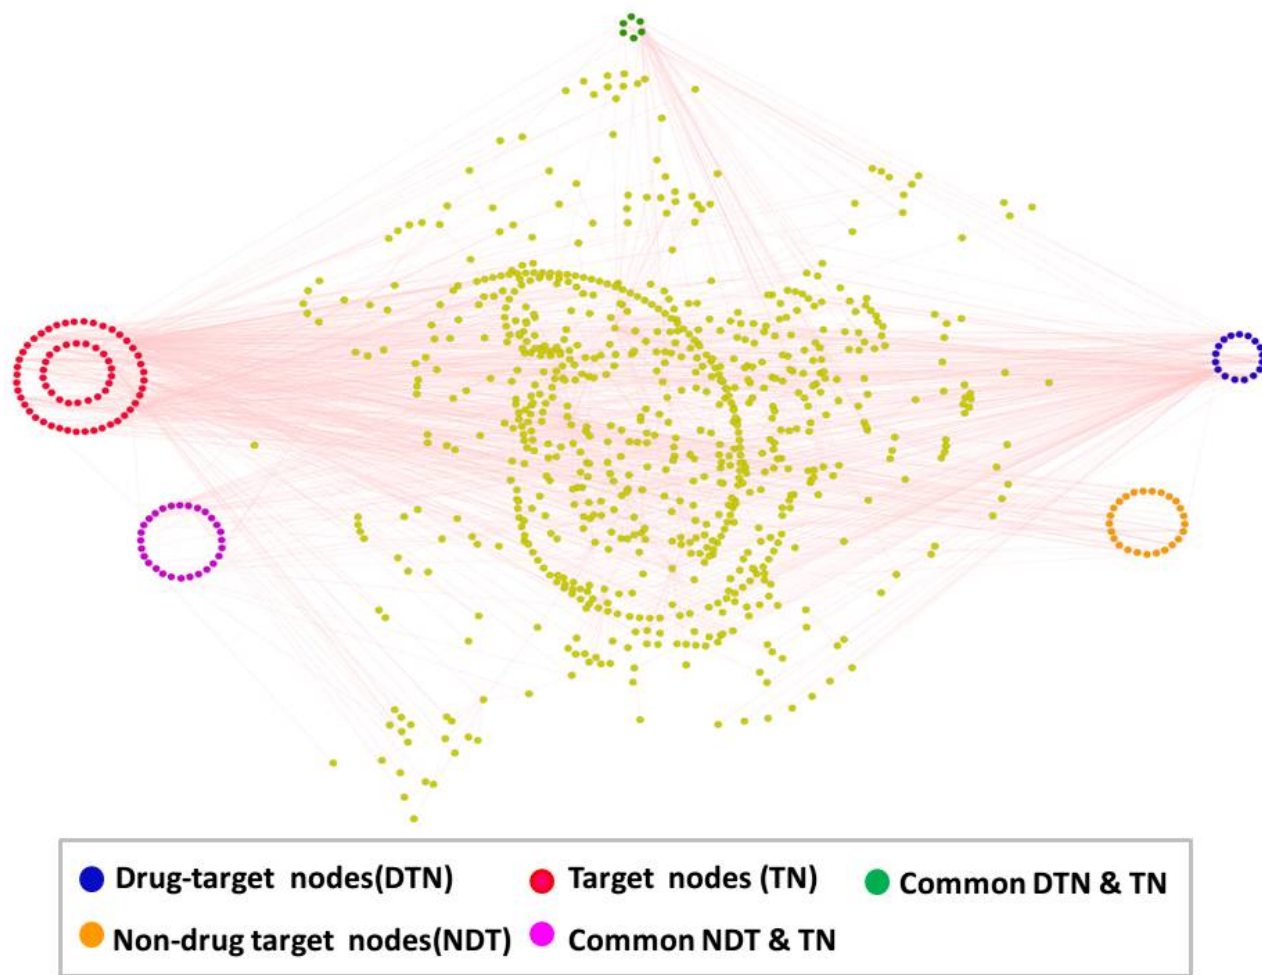 Drug-target nodes(DTN) Target nodes (TN) Common DTN & TN
Non-drug target nodes(NDT) Common NDT & TN